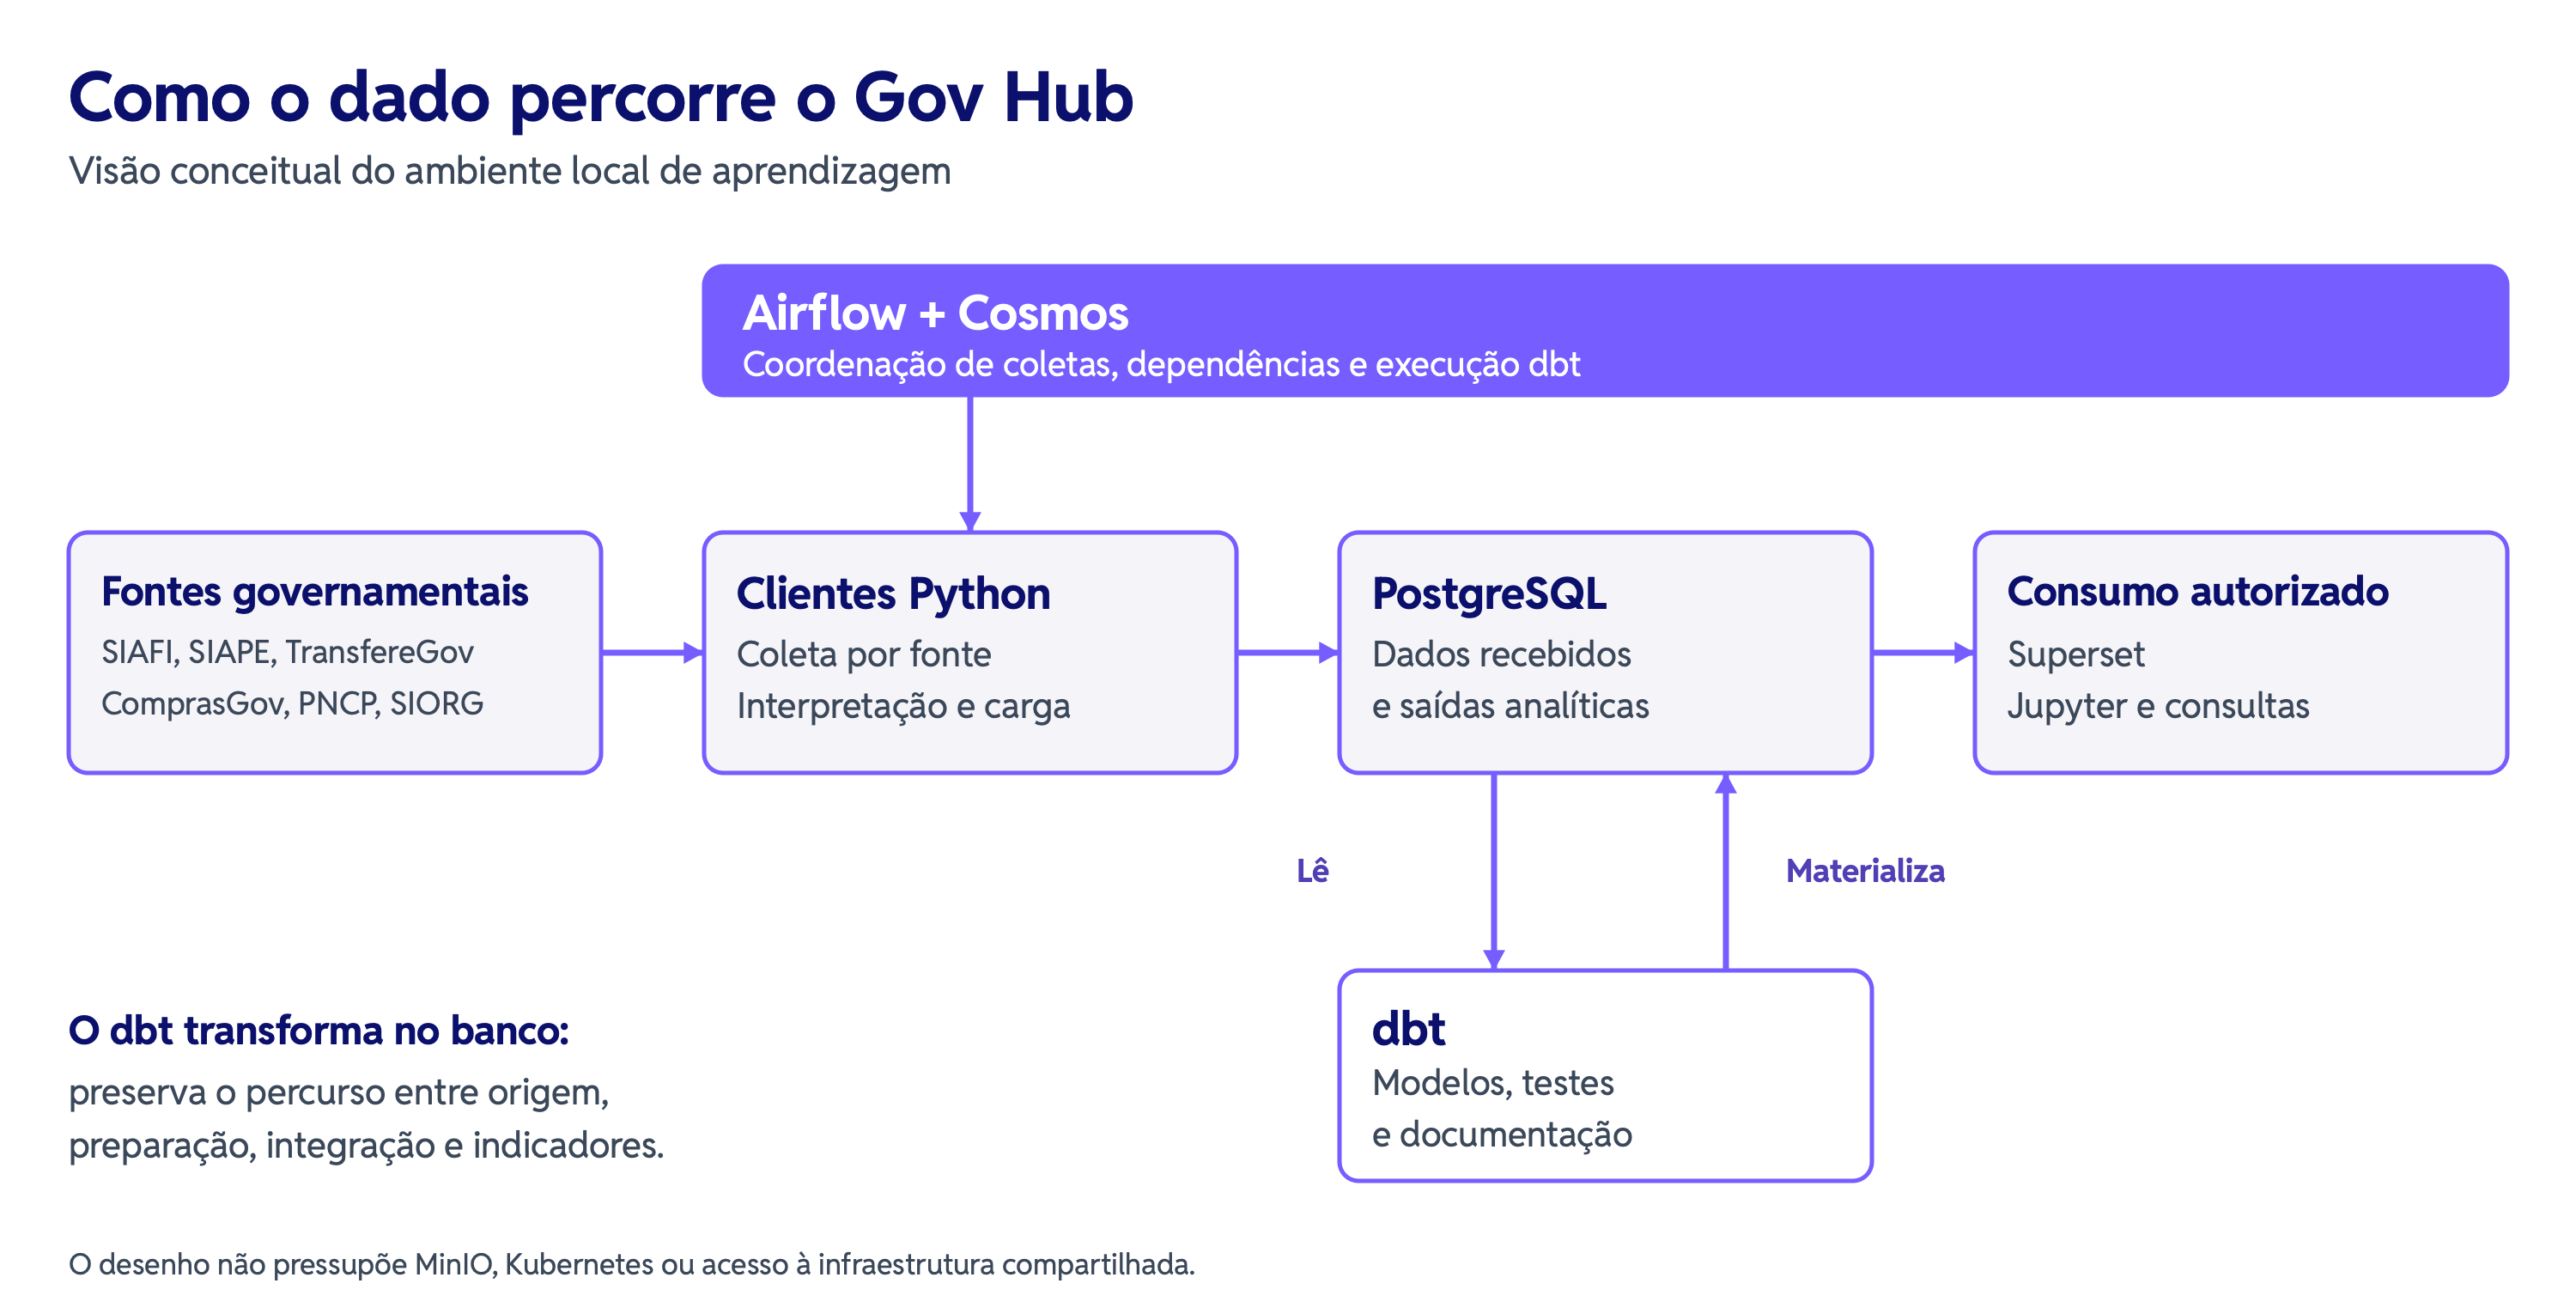 Como o dado percorre o Gov Hub
Visão conceitual do ambiente local de aprendizagem
Airflow + Cosmos
Coordenação de coletas, dependências e execução dbt
Fontes governamentais
SIAFI, SIAPE, TransfereGov
ComprasGov, PNCP, SIORG
Clientes Python
Coleta por fonte
Interpretação e carga
PostgreSQL
Dados recebidos
e saídas analíticas
Consumo autorizado
Superset
Jupyter e consultas
Lê
Materializa
dbt
Modelos, testes
e documentação
O dbt transforma no banco:
preserva o percurso entre origem,
preparação, integração e indicadores.
O desenho não pressupõe MinIO, Kubernetes ou acesso à infraestrutura compartilhada.